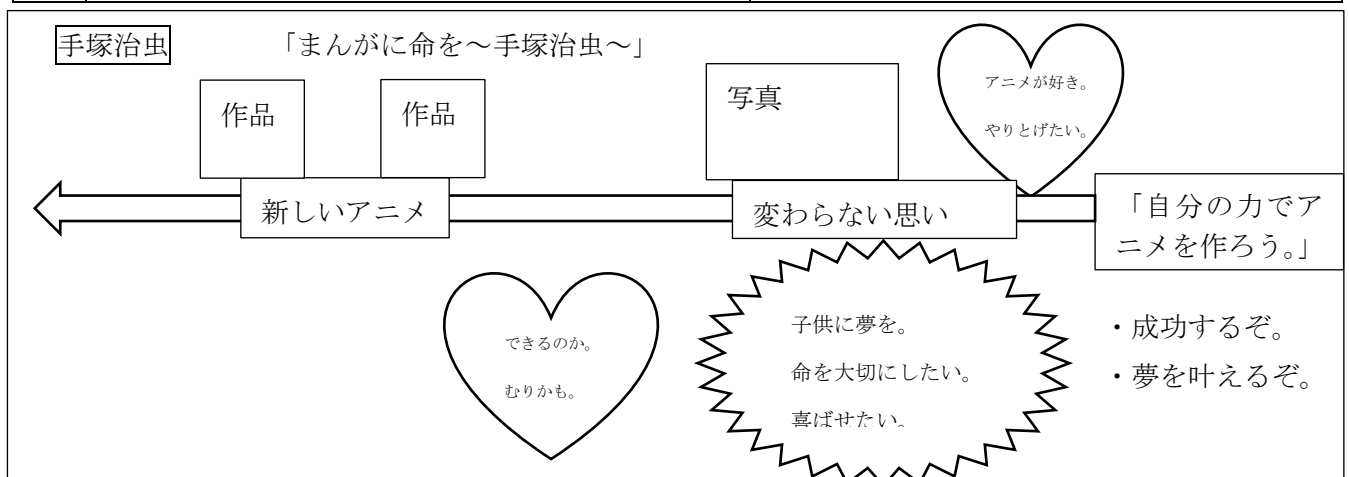 手塚治虫
「まんがに命を～手塚治虫～」
作品
作品
写真
アニメが好き。
やりとげたい。
新しいアニメ
変わらない思い
「自分の力でア
ニメを作ろう。」
できるのか。
むりかも。
子供に夢を。
命を大切にしたい。
喜ばせたい。
・成功するぞ。
・夢を叶えるぞ。